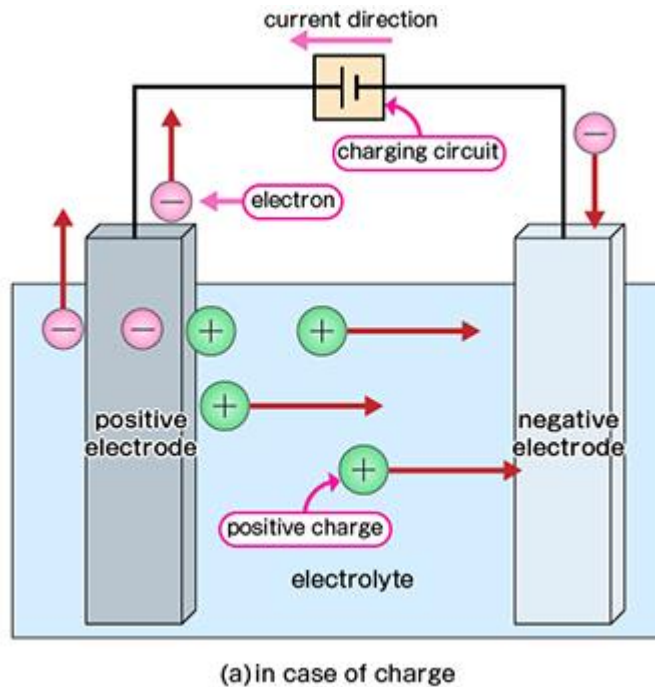 current direction
charging circuit
electron
positive
electrode
negative
electrode
positive charge
electrolyte
(a)in case of charge